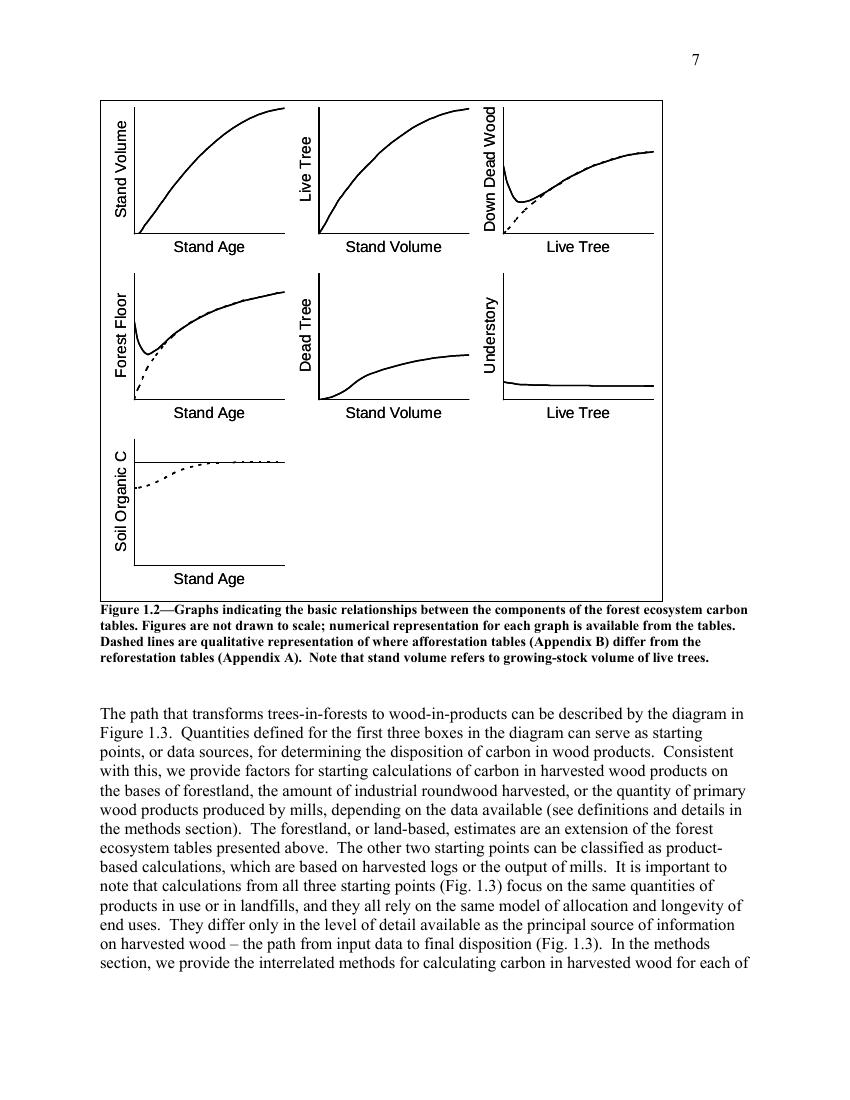 7
Stand Volume
Stand Age
Live Tree
Stand Volume
Down Dead Wood
Live Tree
Forest Floor
Stand Age
Dead Tree
Stand Volume
Understory
Live Tree
Soil Organic C
Stand Age
Figure 1.2—Graphs indicating the basic relationships between the components of the forest ecosystem carbon
tables. Figures are not drawn to scale; numerical representation for each graph is available from the tables.
Dashed lines are qualitative representation of where afforestation tables (Appendix B) differ from the
reforestation tables (Appendix A).  Note that stand volume refers to growing-stock volume of live trees.
The path that transforms trees-in-forests to wood-in-products can be described by the diagram in
Figure 1.3.  Quantities defined for the first three boxes in the diagram can serve as starting
points, or data sources, for determining the disposition of carbon in wood products.  Consistent
with this, we provide factors for starting calculations of carbon in harvested wood products on
the bases of forestland, the amount of industrial roundwood harvested, or the quantity of primary
wood products produced by mills, depending on the data available (see definitions and details in
the methods section).  The forestland, or land-based, estimates are an extension of the forest
ecosystem tables presented above.  The other two starting points can be classified as product-
based calculations, which are based on harvested logs or the output of mills.  It is important to
note that calculations from all three starting points (Fig. 1.3) focus on the same quantities of
products in use or in landfills, and they all rely on the same model of allocation and longevity of
end uses.  They differ only in the level of detail available as the principal source of information
on harvested wood – the path from input data to final disposition (Fig. 1.3).  In the methods
section, we provide the interrelated methods for calculating carbon in harvested wood for each of